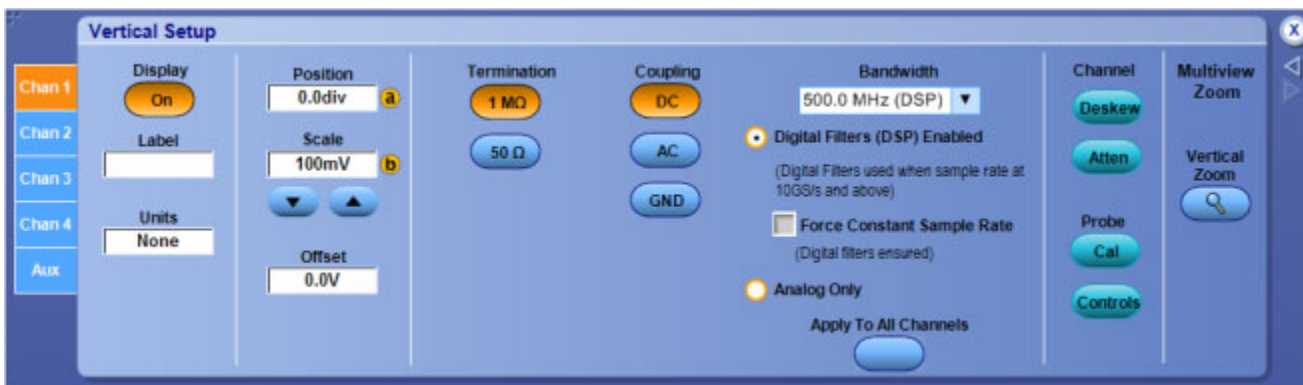 Vertical Setup
X
Chan 1
Chan 2
Chan 3
Chan 4
Aux
Display
On
Label
Units
None
Position
0.0div
a
Scale
100mV
b
Offset
0.0V
Termination
1 MΩ
50 Ω
Coupling
DC
AC
GND
Bandwidth
500.0 MHz (DSP)
Digital Filters (DSP) Enabled
(Digital Filters used when sample rate at
10GS/s and above)
Force Constant Sample Rate
(Digital filters ensured)
Analog Only
Apply To All Channels
Channel
Deskew
Atten
Probe
Cal
Controls
Multiview
Zoom
Vertical
Zoom